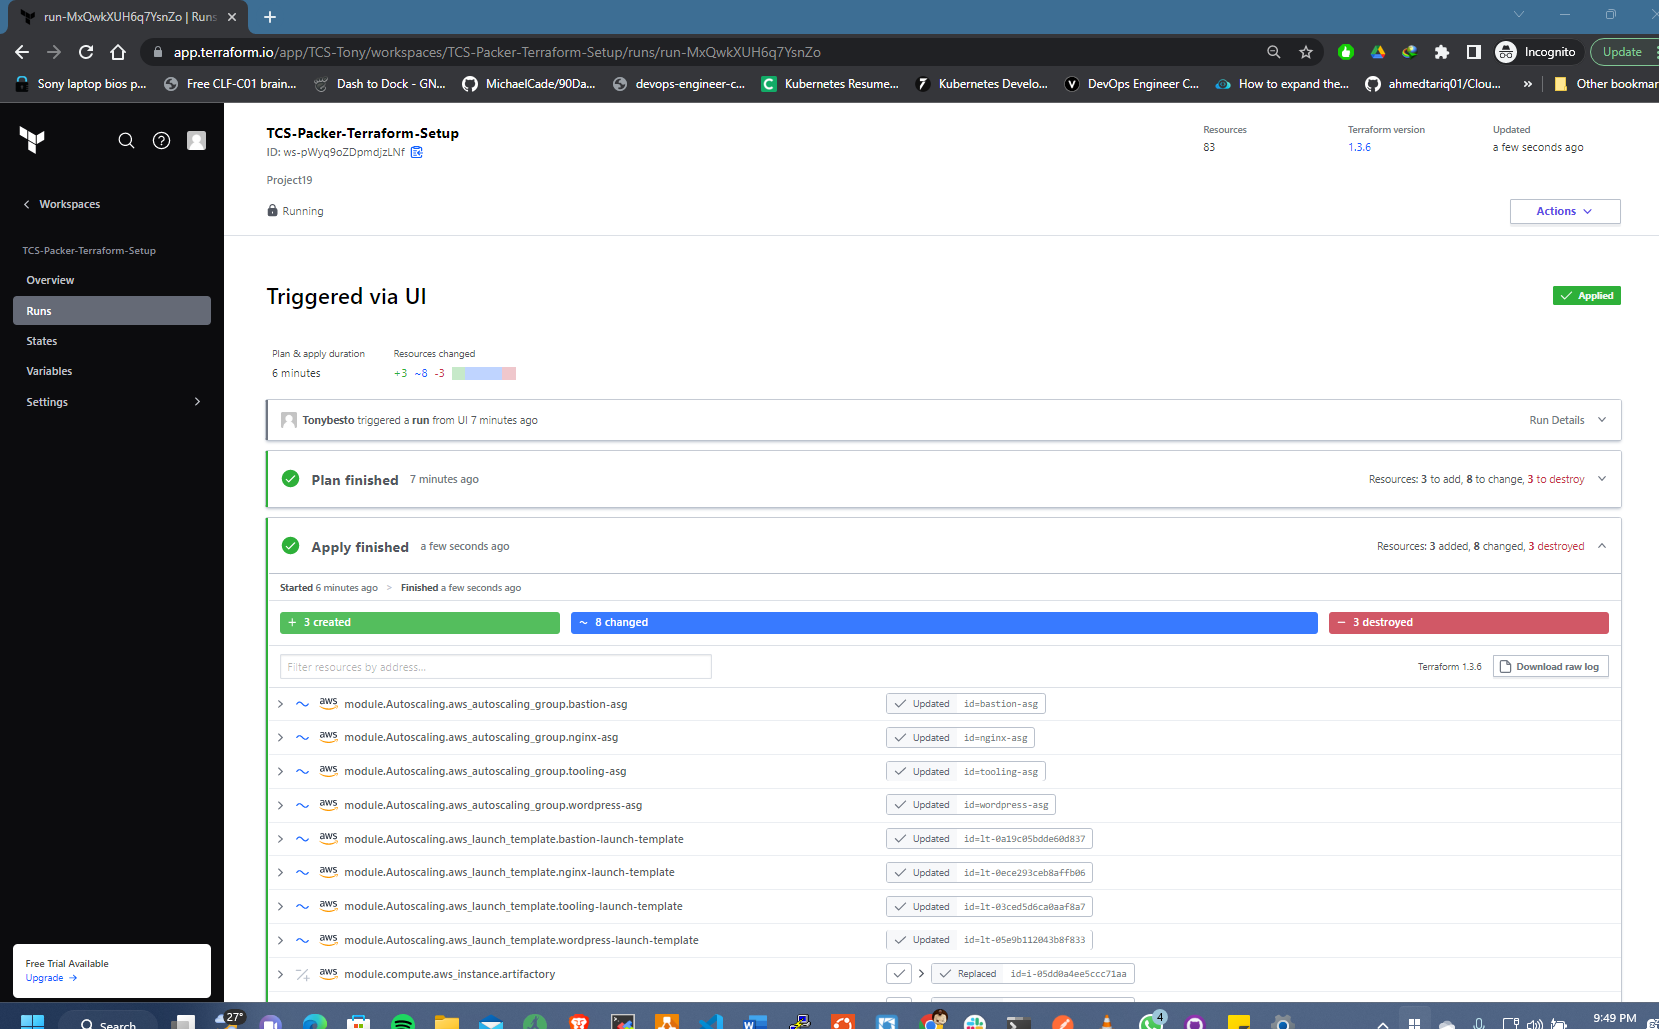 run-MxQwkXUH6q7YsnZo | Runs
app.terraform.io/app/TCS-Tony/workspaces/TCS-Packer-Terraform-Setup/runs/run-MxQwkXUH6q7YsnZo
Incognito
Update
Sony laptop bios p...
Free CLF-C01 brain...
Dash to Dock - GN...
MichaelCade/90Da...
devops-engineer-c...
Kubernetes Resume...
Kubernetes Develo...
DevOps Engineer C...
How to expand the...
ahmedtariq01/Clou...
»
Other bookmar
TCS-Packer-Terraform-Setup
ID: ws-pWyq9oZDpmdjzLNf
Project19
Running
Resources
83
Terraform version
1.3.6
Updated
a few seconds ago
Actions
Workspaces
TCS-Packer-Terraform-Setup
Overview
Runs
States
Variables
Settings
Free Trial Available
Upgrade →
Triggered via UI
Applied
Plan & apply duration
6 minutes
Resources changed
+3 ~8 -3
Tonybesto triggered a run from UI 7 minutes ago
Run Details
Plan finished 7 minutes ago
Resources: 3 to add, 8 to change, 3 to destroy
Apply finished a few seconds ago
Resources: 3 added, 8 changed, 3 destroyed
Started 6 minutes ago > Finished a few seconds ago
+ 3 created
~ 8 changed
− 3 destroyed
Filter resources by address...
Terraform 1.3.6
Download raw log
aws module.Autoscaling.aws_autoscaling_group.bastion-asg Updated id=bastion-asg
aws module.Autoscaling.aws_autoscaling_group.nginx-asg Updated id=nginx-asg
aws module.Autoscaling.aws_autoscaling_group.tooling-asg Updated id=tooling-asg
aws module.Autoscaling.aws_autoscaling_group.wordpress-asg Updated id=wordpress-asg
aws module.Autoscaling.aws_launch_template.bastion-launch-template Updated id=lt-0a19c05bdde60d837
aws module.Autoscaling.aws_launch_template.nginx-launch-template Updated id=lt-0ece293ceb8affb06
aws module.Autoscaling.aws_launch_template.tooling-launch-template Updated id=lt-03ced5d6ca0aaf8a7
aws module.Autoscaling.aws_launch_template.wordpress-launch-template Updated id=lt-05e9b112043b8f833
aws module.compute.aws_instance.artifactory Replaced id=i-05dd0a4ee5ccc71aa
Search
27°
4
9:49 PM